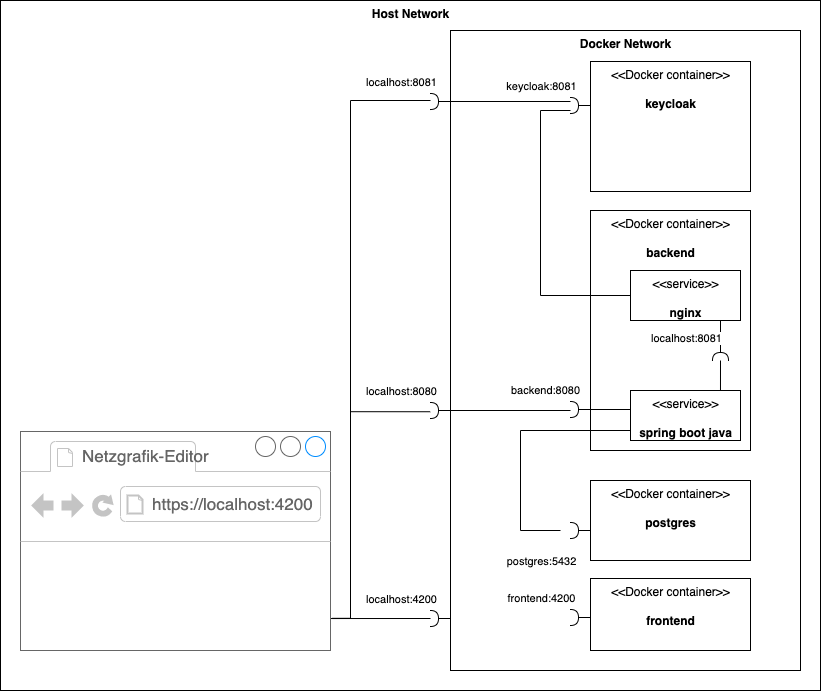 Host Network
Docker Network
localhost:8081
keycloak:8081
<<Docker container>>
keycloak
<<Docker container>>
backend
<<service>>
nginx
localhost:8081
localhost:8080
backend:8080
<<service>>
spring boot java
Netzgrafik-Editor
https://localhost:4200
<<Docker container>>
postgres
postgres:5432
localhost:4200
frontend:4200
<<Docker container>>
frontend